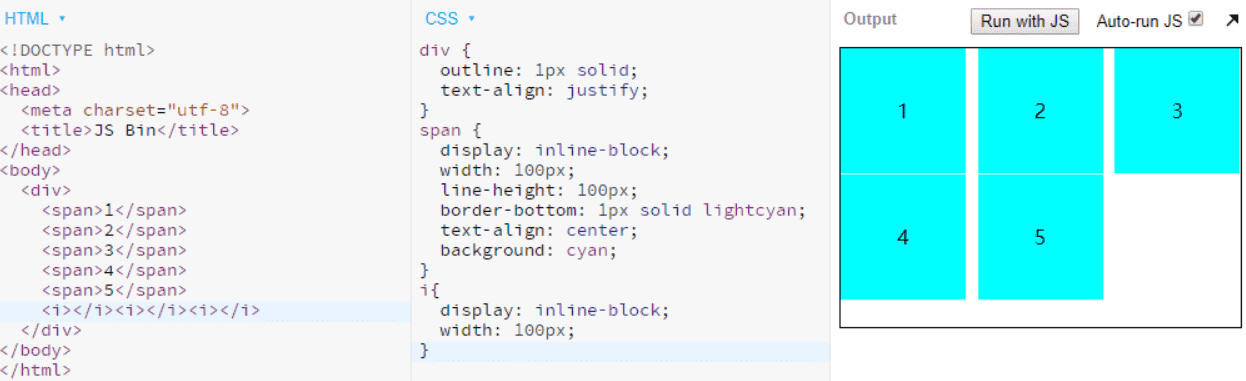 HTML ▾
<!DOCTYPE html>
<html>
<head>
  <meta charset="utf-8">
  <title>JS Bin</title>
</head>
<body>
  <div>
    <span>1</span>
    <span>2</span>
    <span>3</span>
    <span>4</span>
    <span>5</span>
    <i></i><i></i><i></i>
  </div>
</body>
</html>
CSS ▾
div {
  outline: 1px solid;
  text-align: justify;
}
span {
  display: inline-block;
  width: 100px;
  line-height: 100px;
  border-bottom: 1px solid lightcyan;
  text-align: center;
  background: cyan;
}
i{
  display: inline-block;
  width: 100px;
}
Output Run with JS Auto-run JS
1 2 3
4 5